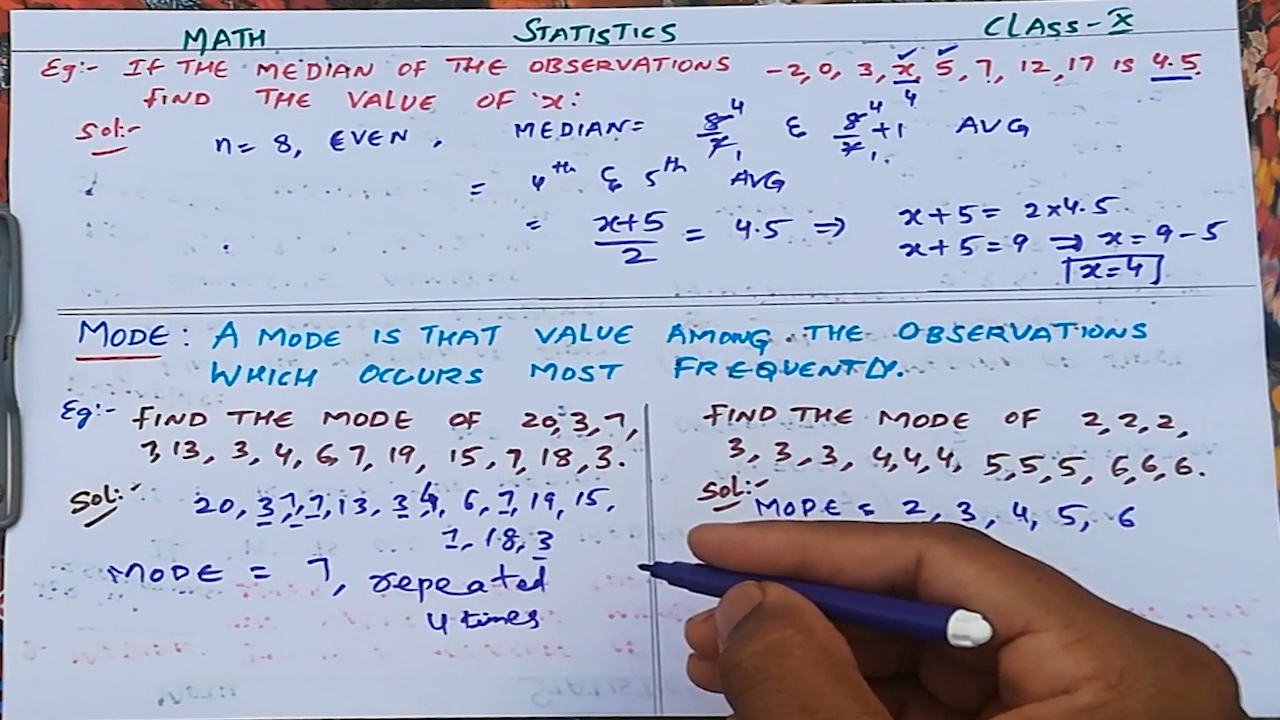 MATH STATISTICS CLASS-X
Eg:- IF THE MEDIAN OF THE OBSERVATIONS -2, 0, 3, x, 5, 7, 12, 17 IS 4.5
FIND THE VALUE OF 'x:
Sol:- n= 8, EVEN, MEDIAN= 8/2 & 8/2+1 AVG
= 4th & 5th AVG
= x+5/2 = 4.5 ⇒ x+5= 2×4.5
x+5=9 ⇒ x=9-5
x=4
MODE: A MODE IS THAT VALUE AMONG THE OBSERVATIONS
WHICH OCCURS MOST FREQUENTLY.
Eg:- FIND THE MODE OF 20, 3, 7,
7, 13, 3, 4, 6, 7, 19, 15, 7, 18, 3.
Sol:- 20, 3, 7, 7, 13, 3, 4, 6, 7, 19, 15,
7, 18, 3
MODE = 7, repeated
4 times
FIND THE MODE OF 2, 2, 2,
3, 3, 3, 4, 4, 4, 5, 5, 5, 6, 6, 6.
Sol:- MODE = 2, 3, 4, 5, 6